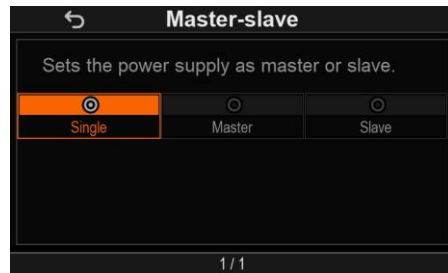 Master-slave
Sets the power supply as master or slave.
Single
Master
Slave
1 / 1